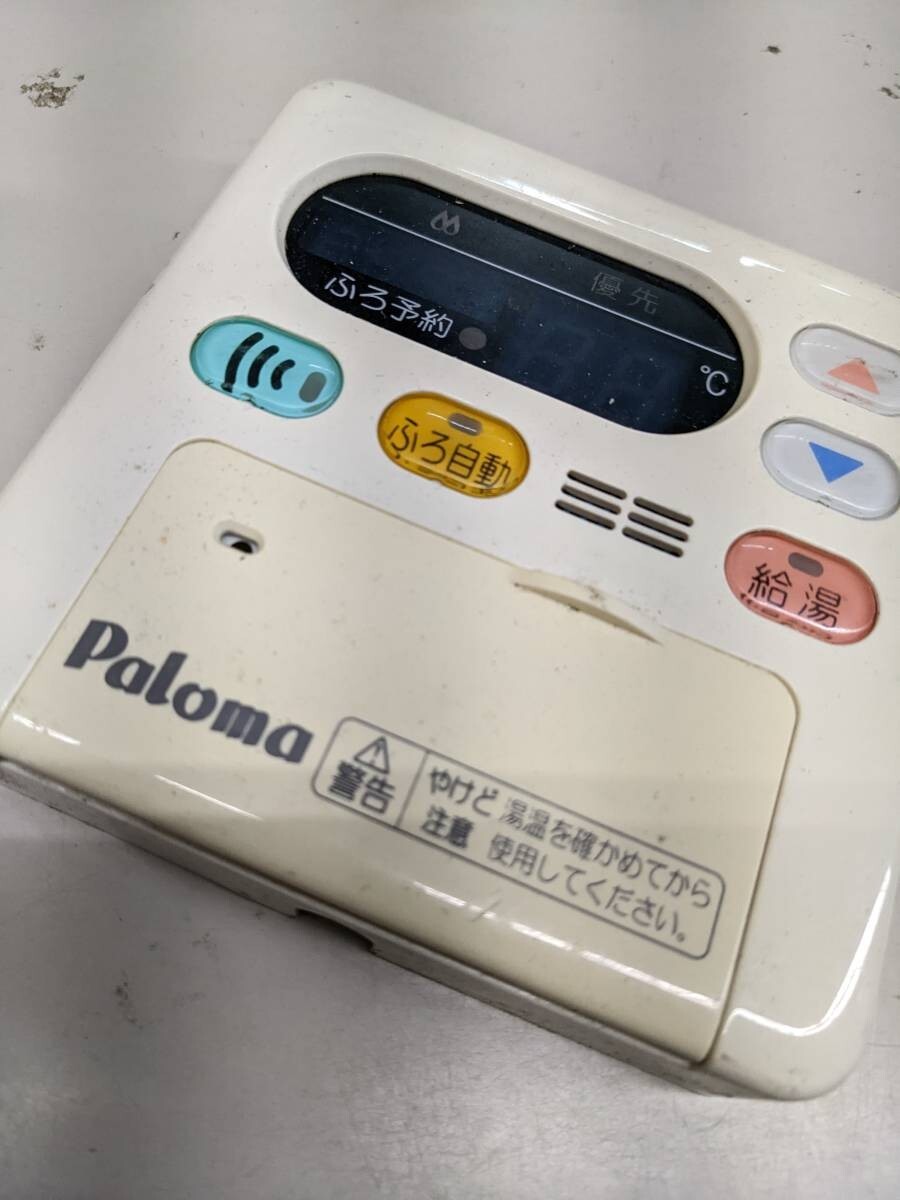 優先
ふろ予約
℃
ふろ自動
給湯
Paloma
警告
やけど 湯温を確かめてから
注意 使用してください。